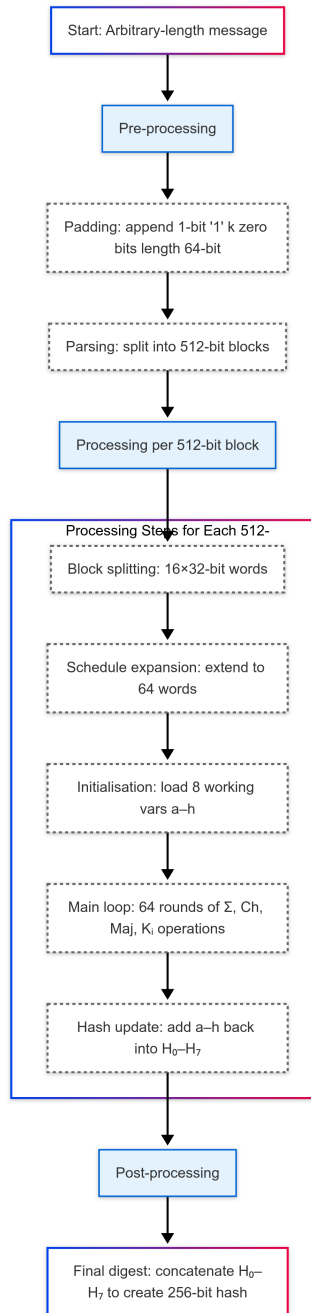 Start: Arbitrary-length message
Pre-processing
Padding: append 1-bit '1' k zero
bits length 64-bit
Parsing: split into 512-bit blocks
Processing per 512-bit block
Processing Steps for Each 512-
Block splitting: 16×32-bit words
Schedule expansion: extend to
64 words
Initialisation: load 8 working
vars a–h
Main loop: 64 rounds of Σ, Ch,
Maj, Kᵢ operations
Hash update: add a–h back
into H₀–H₇
Post-processing
Final digest: concatenate H₀–
H₇ to create 256-bit hash